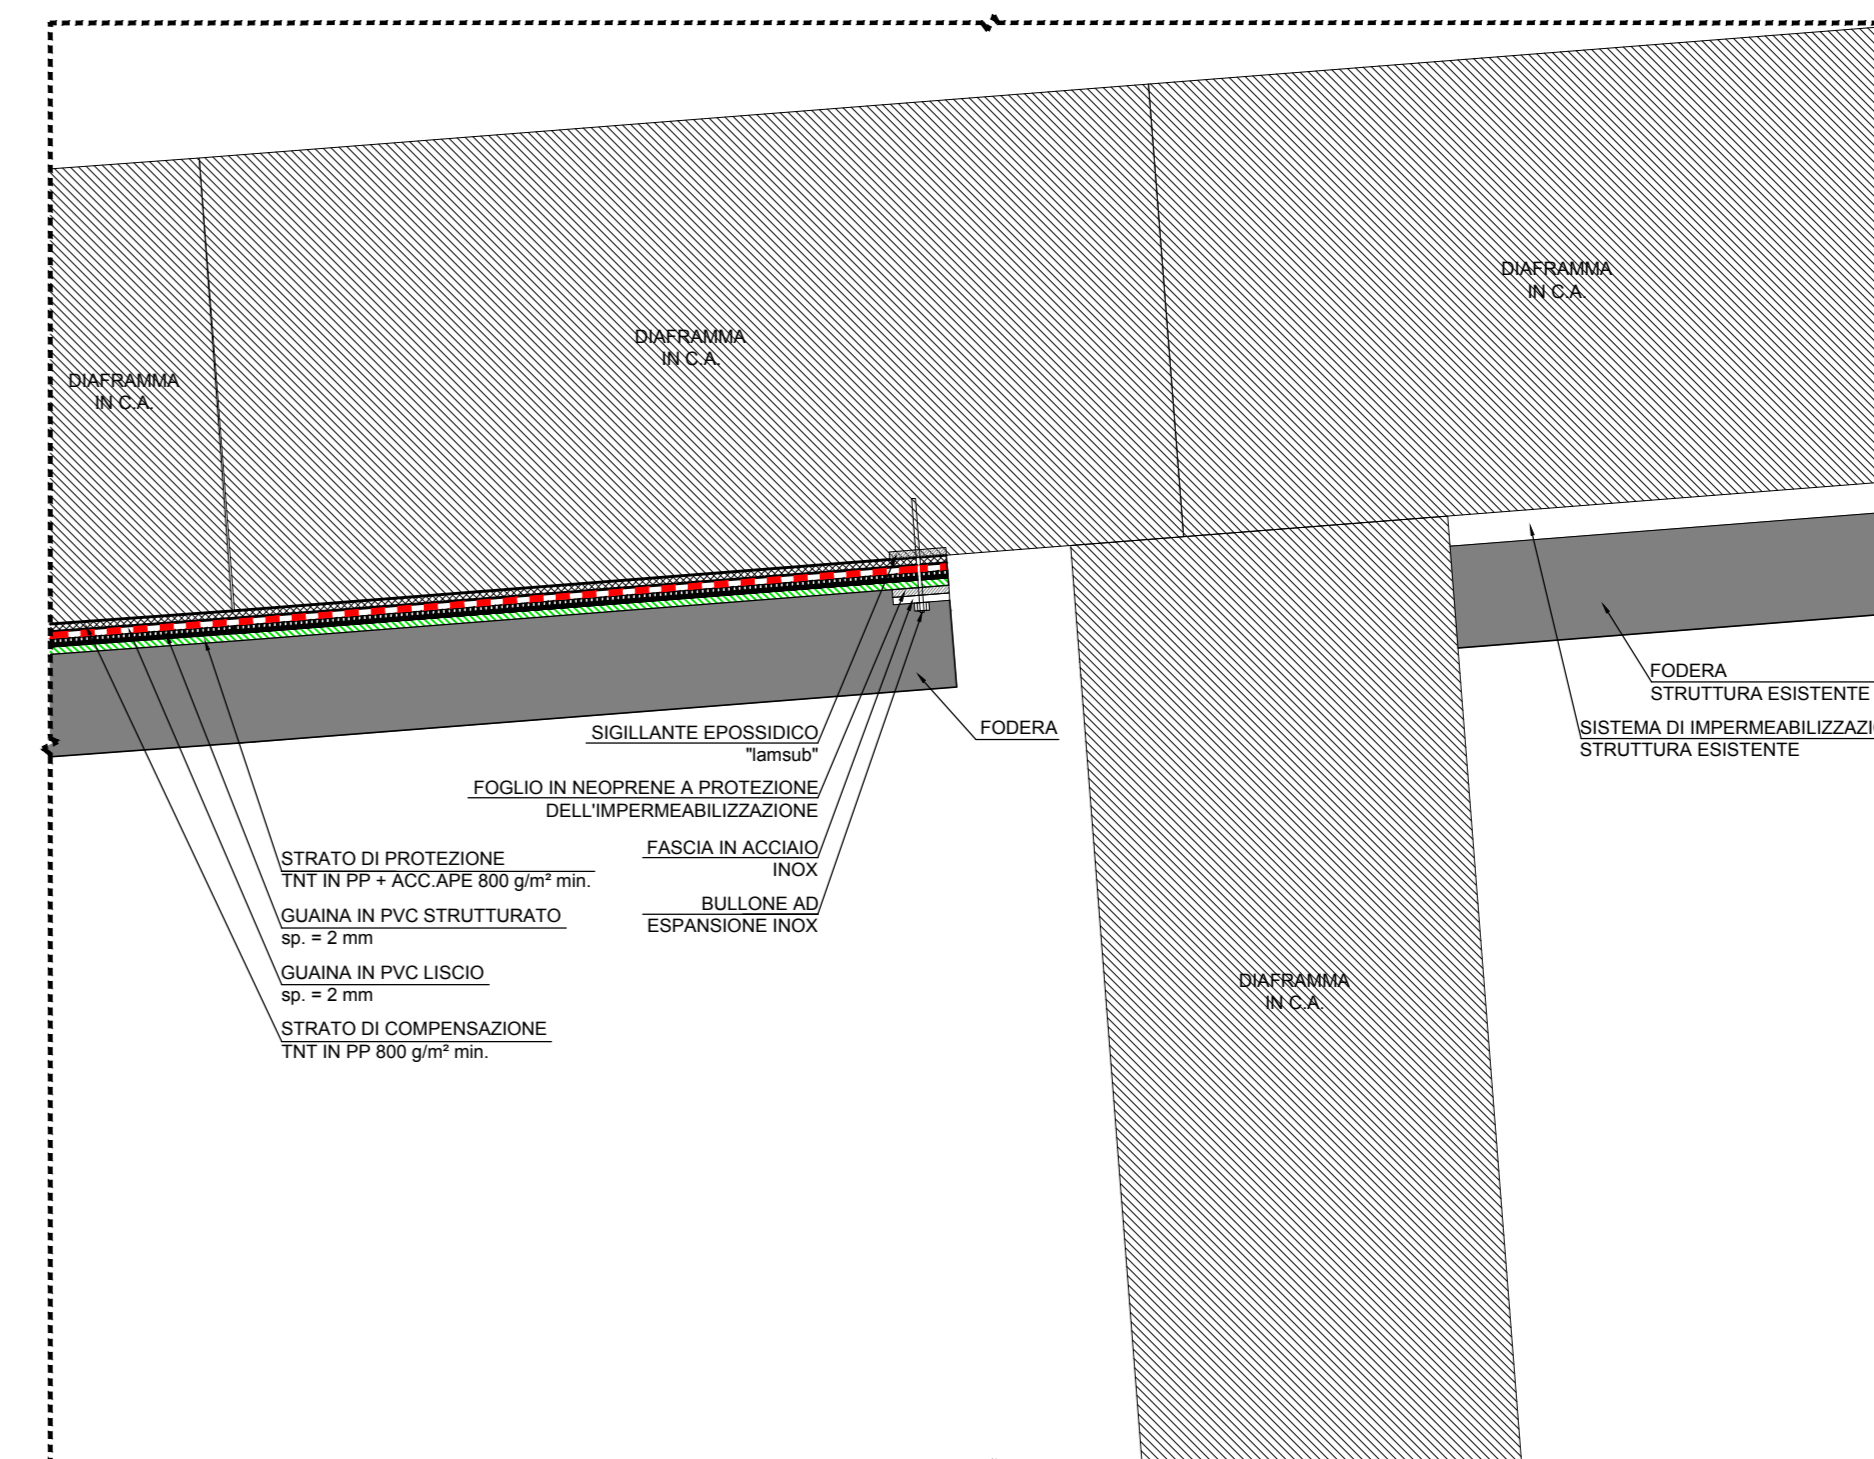 DIAFRAMMA
IN C.A.
DIAFRAMMA
IN C.A.
DIAFRAMMA
IN C.A.
FODERA
STRUTTURA ESISTENTE
SISTEMA DI IMPERMEABILIZZAZI
STRUTTURA ESISTENTE
SIGILLANTE EPOSSIDICO
"lamsub"
FODERA
FOGLIO IN NEOPRENE A PROTEZIONE
DELL'IMPERMEABILIZZAZIONE
FASCIA IN ACCIAIO
INOX
BULLONE AD
ESPANSIONE INOX
STRATO DI PROTEZIONE
TNT IN PP + ACC.APE 800 g/m² min.
GUAINA IN PVC STRUTTURATO
sp. = 2 mm
GUAINA IN PVC LISCIO
sp. = 2 mm
STRATO DI COMPENSAZIONE
TNT IN PP 800 g/m² min.
DIAFRAMMA
IN C.A.